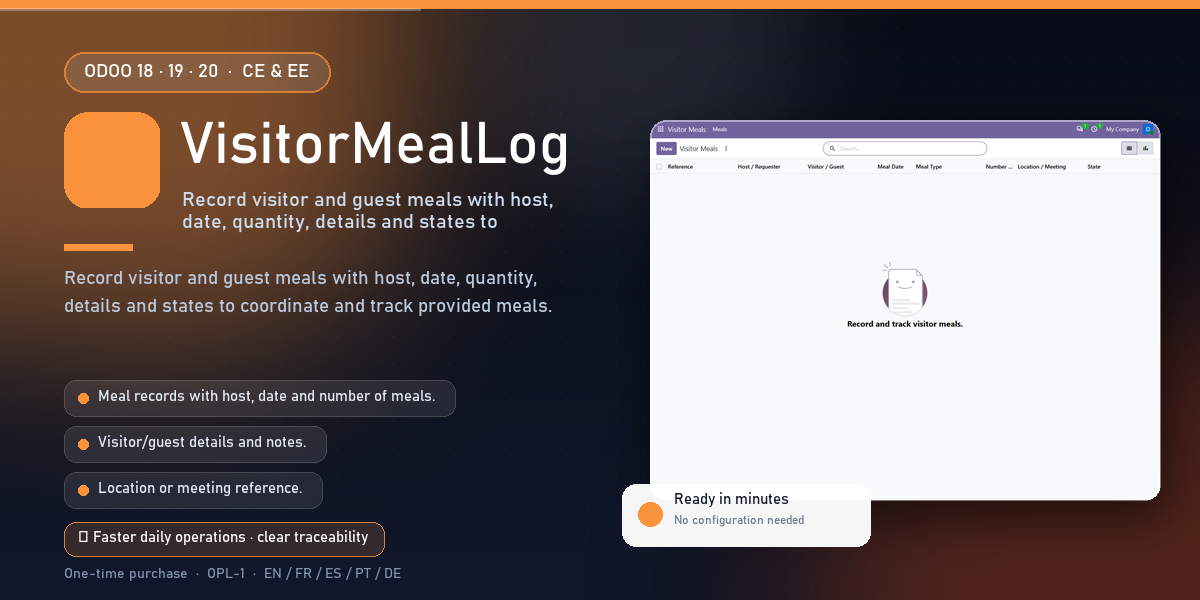 ODOO 18 · 19 · 20 · CE & EE
VisitorMealLog
Record visitor and guest meals with host,
date, quantity, details and states to
Record visitor and guest meals with host, date, quantity,
details and states to coordinate and track provided meals.
Meal records with host, date and number of meals.
Visitor/guest details and notes.
Location or meeting reference.
Faster daily operations · clear traceability
One-time purchase · OPL-1 · EN / FR / ES / PT / DE
Visitor Meals Meals My Company D
New Visitor Meals Search...
Reference Host / Requester Visitor / Guest Meal Date Meal Type Number ... Location / Meeting State
Record and track visitor meals.
Ready in minutes
No configuration needed